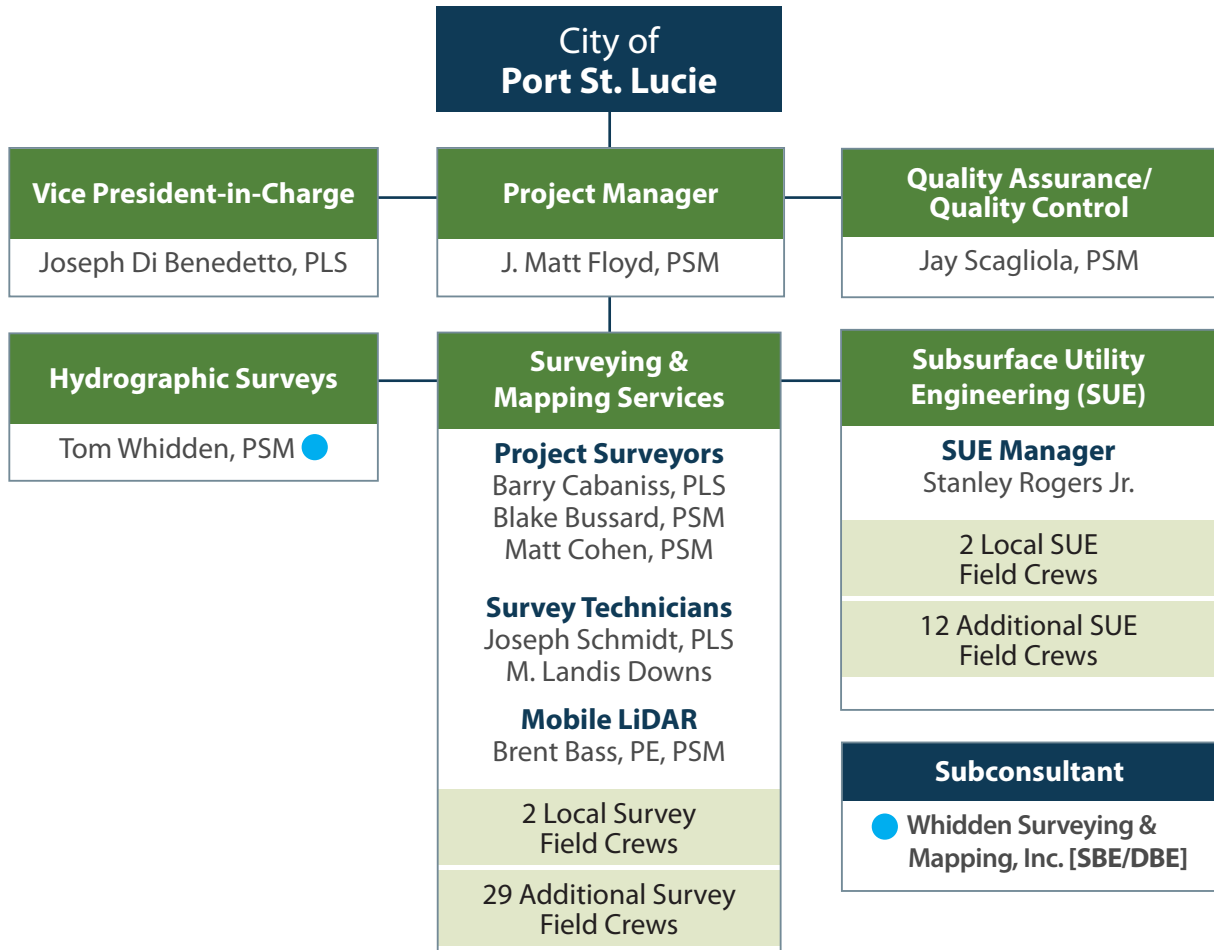 City of
Port St. Lucie
Vice President-in-Charge
Joseph Di Benedetto, PLS
Project Manager
J. Matt Floyd, PSM
Quality Assurance/
Quality Control
Jay Scagliola, PSM
Hydrographic Surveys
Tom Whidden, PSM
Surveying &
Mapping Services
Project Surveyors
Barry Cabaniss, PLS
Blake Bussard, PSM
Matt Cohen, PSM
Survey Technicians
Joseph Schmidt, PLS
M. Landis Downs
Mobile LiDAR
Brent Bass, PE, PSM
2 Local Survey
Field Crews
29 Additional Survey
Field Crews
Subsurface Utility
Engineering (SUE)
SUE Manager
Stanley Rogers Jr.
2 Local SUE
Field Crews
12 Additional SUE
Field Crews
Subconsultant
Whidden Surveying &
Mapping, Inc. [SBE/DBE]